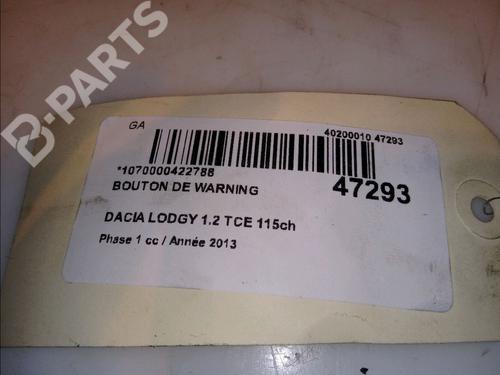 B-PARTS
GA
40200010 47293
*1070000422788
BOUTON DE WARNING
47293
DACIA LODGY 1.2 TCE 115ch
Phase 1 cc / Année 2013